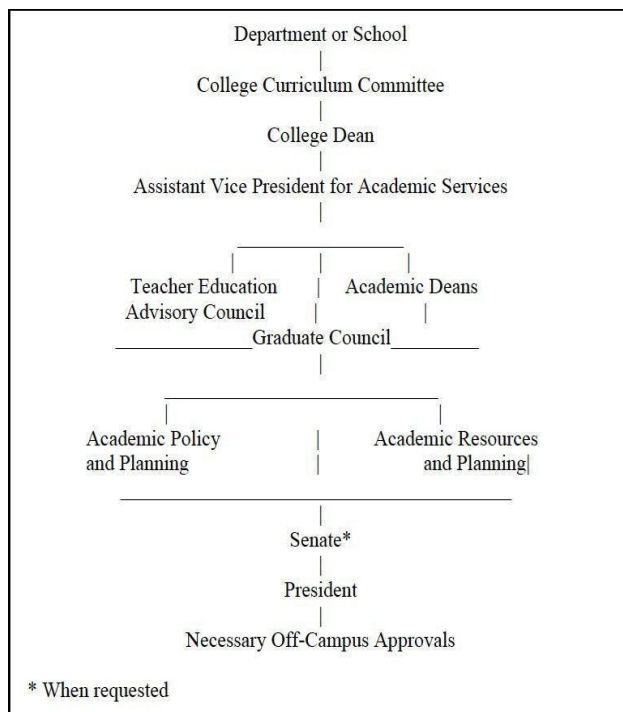 Department or School
College Curriculum Committee
College Dean
Assistant Vice President for Academic Services
Teacher Education
Advisory Council
Academic Deans
Graduate Council
Academic Policy
and Planning
Academic Resources
and Planning
Senate*
President
Necessary Off-Campus Approvals
* When requested